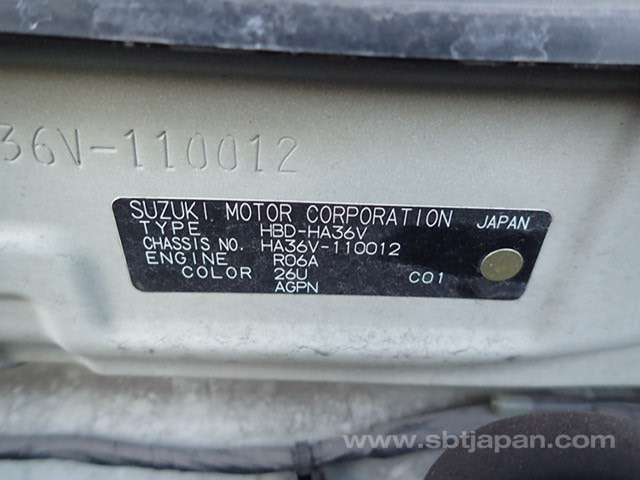 36V-110012
SUZUKI MOTOR CORPORATION JAPAN
TYPE HBD-HA36V
CHASSIS NO. HA36V-110012
ENGINE R06A
COLOR 26U C01
AGPN
www.sbtjapan.com